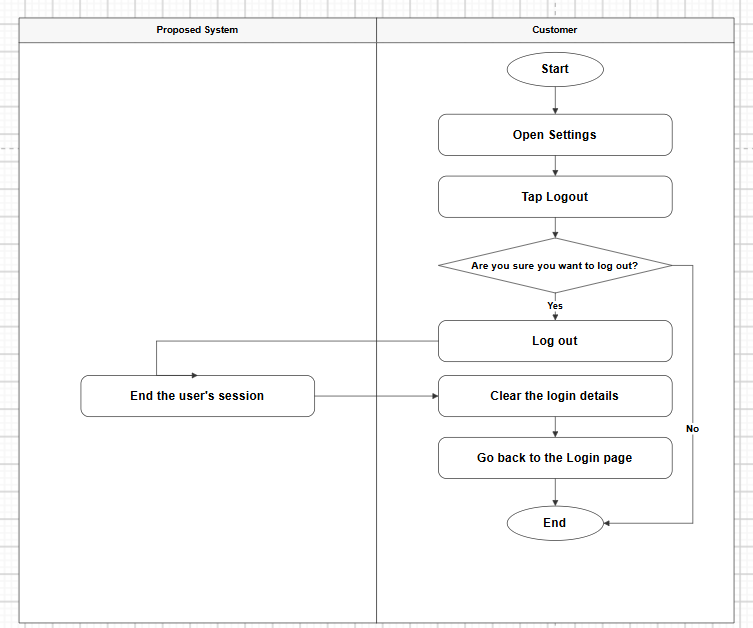 Proposed System
Customer
Start
Open Settings
Tap Logout
Are you sure you want to log out?
Yes
Log out
End the user's session
Clear the login details
No
Go back to the Login page
End